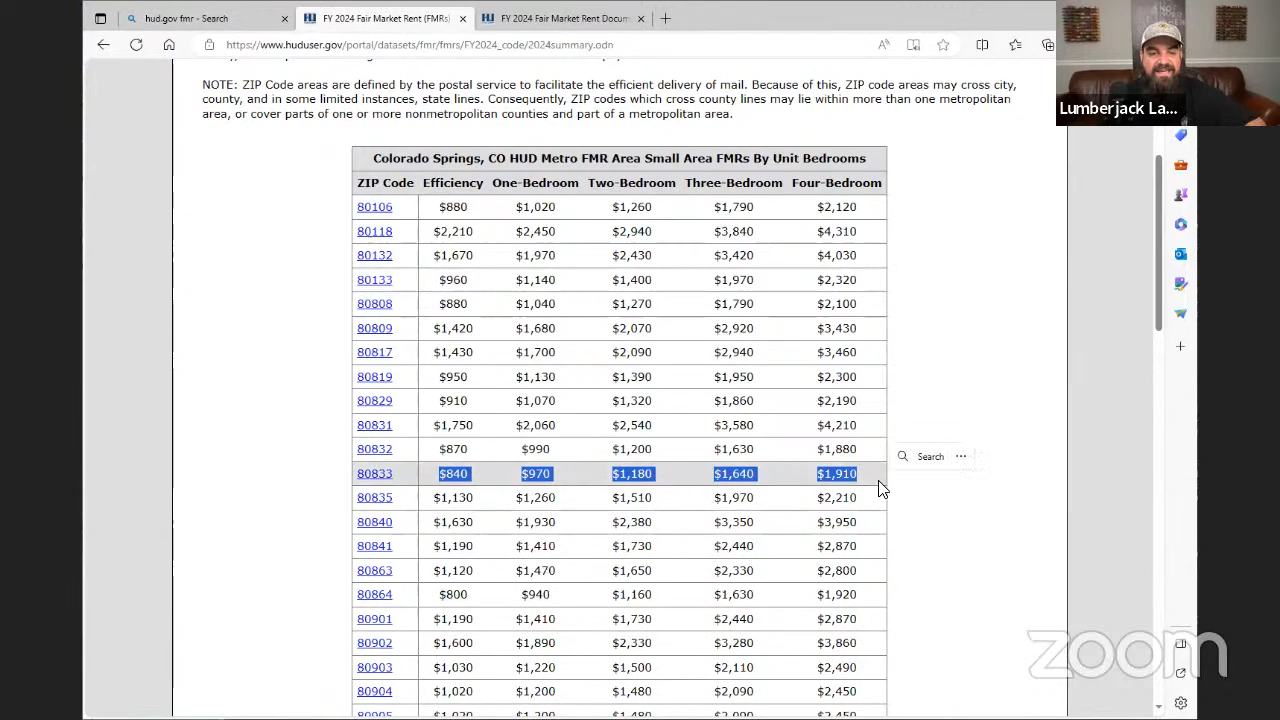 hud.gov fmr - Search
FY 2024 Fair Market Rent (FMRs)
FY 2024 Fair Market Rent Docum
https://www.huduser.gov/portal/datasets/fmr/fmrs/FY2024_code/2024summary.odn
Lumberjack La...
NOTE: ZIP Code areas are defined by the postal service to facilitate the efficient delivery of mail. Because of this, ZIP code areas may cross city,
county, and in some limited instances, state lines. Consequently, ZIP codes which cross county lines may lie within more than one metropolitan
area, or cover parts of one or more nonmetropolitan counties and part of a metropolitan area.
Colorado Springs, CO HUD Metro FMR Area Small Area FMRs By Unit Bedrooms
ZIP Code Efficiency One-Bedroom Two-Bedroom Three-Bedroom Four-Bedroom
80106 $880 $1,020 $1,260 $1,790 $2,120
80118 $2,210 $2,450 $2,940 $3,840 $4,310
80132 $1,670 $1,970 $2,430 $3,420 $4,030
80133 $960 $1,140 $1,400 $1,970 $2,320
80808 $880 $1,040 $1,270 $1,790 $2,100
80809 $1,420 $1,680 $2,070 $2,920 $3,430
80817 $1,430 $1,700 $2,090 $2,940 $3,460
80819 $950 $1,130 $1,390 $1,950 $2,300
80829 $910 $1,070 $1,320 $1,860 $2,190
80831 $1,750 $2,060 $2,540 $3,580 $4,210
80832 $870 $990 $1,200 $1,630 $1,880
Search ...
80833 $840 $970 $1,180 $1,640 $1,910
80835 $1,130 $1,260 $1,510 $1,970 $2,210
80840 $1,630 $1,930 $2,380 $3,350 $3,950
80841 $1,190 $1,410 $1,730 $2,440 $2,870
80863 $1,120 $1,470 $1,650 $2,330 $2,800
80864 $800 $940 $1,160 $1,630 $1,920
80901 $1,190 $1,410 $1,730 $2,440 $2,870
80902 $1,600 $1,890 $2,330 $3,280 $3,860
80903 $1,030 $1,220 $1,500 $2,110 $2,490
80904 $1,020 $1,200 $1,480 $2,090 $2,450
80905 $1,020 $1,200 $1,480 $2,090 $2,450
zoom